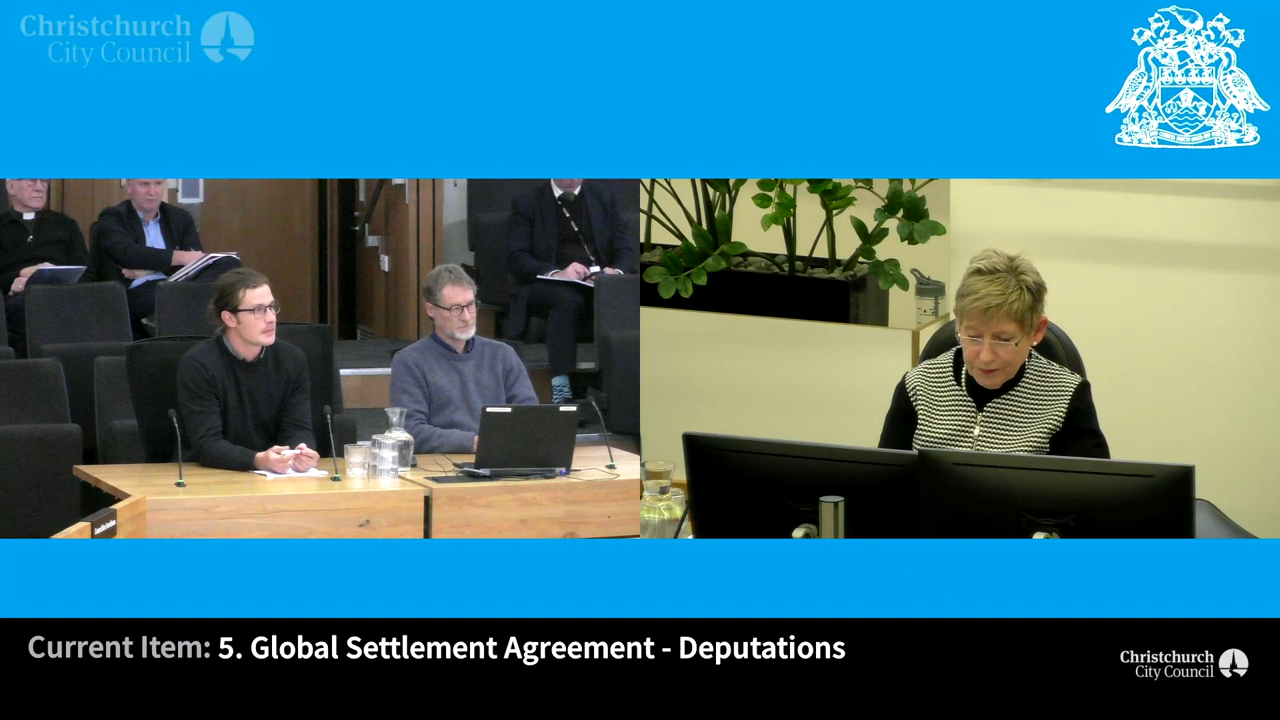 Christchurch
City Council
Current Item: 5. Global Settlement Agreement - Deputations
Christchurch
City Council